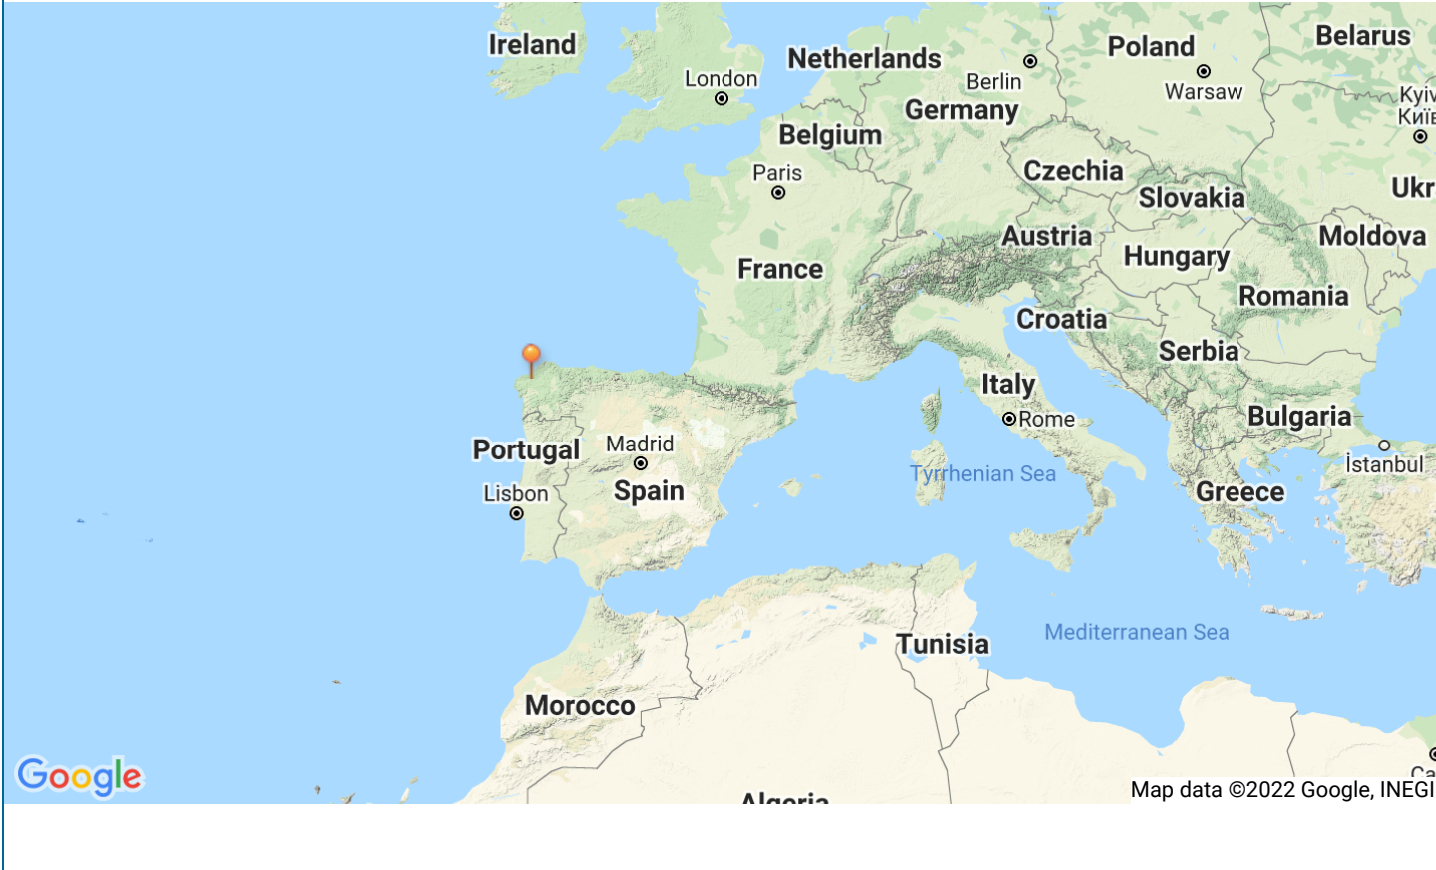 Ireland
Netherlands
Poland
Belarus
London
Berlin
Warsaw
Germany
Kyiv
Київ
Belgium
Paris
Czechia
Slovakia
Ukr
Austria
Moldova
Hungary
France
Romania
Croatia
Serbia
Italy
Bulgaria
Rome
Portugal
Madrid
İstanbul
Tyrrhenian Sea
Lisbon
Spain
Greece
Mediterranean Sea
Tunisia
Morocco
Google
Ca
Map data ©2022 Google, INEGI
Algeria